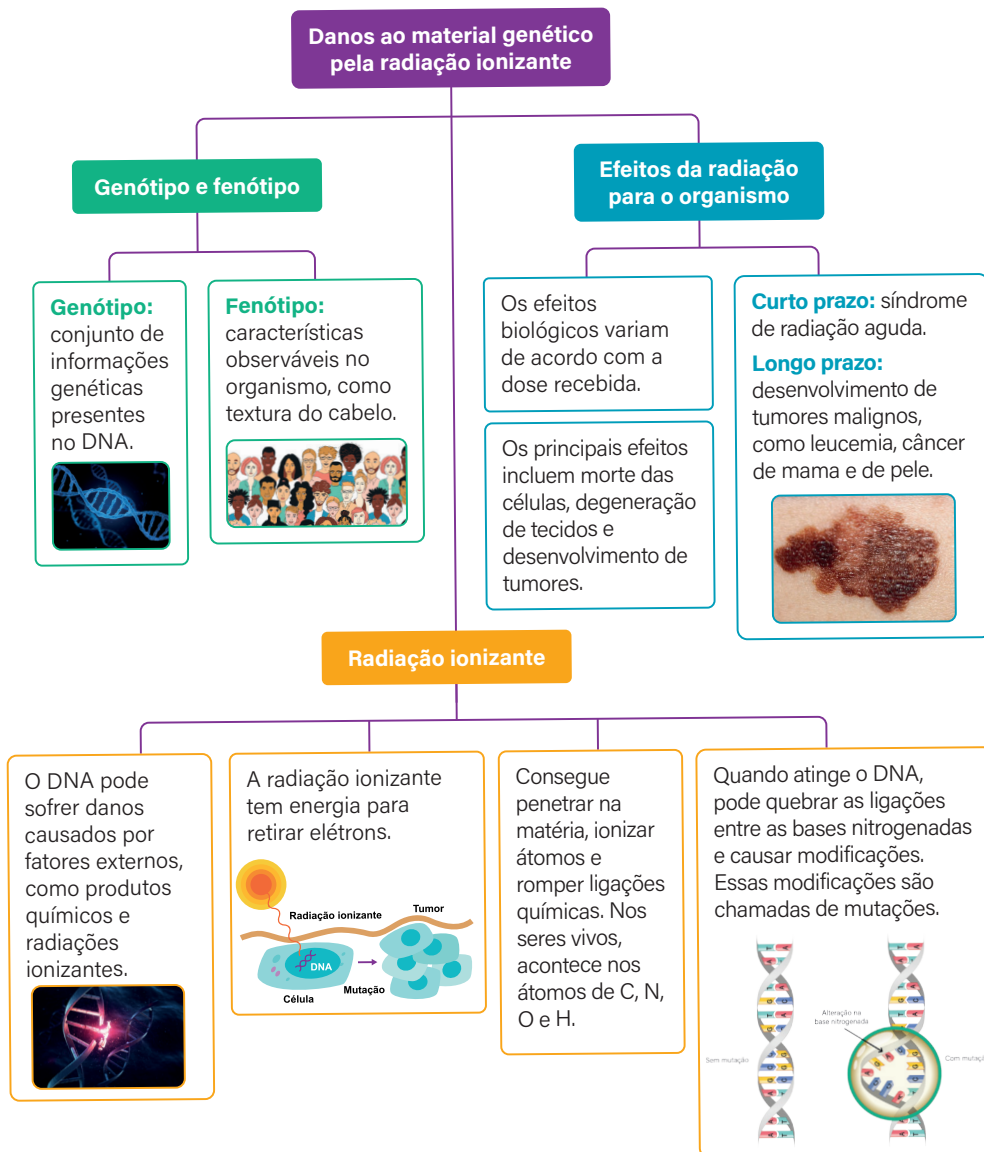 Danos ao material genético
pela radiação ionizante
Genótipo e fenótipo
Genótipo:
conjunto de
informações
genéticas
presentes
no DNA.
Fenótipo:
características
observáveis no
organismo, como
textura do cabelo.
Efeitos da radiação
para o organismo
Os efeitos
biológicos variam
de acordo com a
dose recebida.
Os principais efeitos
incluem morte das
células, degeneração
de tecidos e
desenvolvimento de
tumores.
Curto prazo: síndrome
de radiação aguda.
Longo prazo:
desenvolvimento de
tumores malignos,
como leucemia, câncer
de mama e de pele.
Radiação ionizante
O DNA pode
sofrer danos
causados por
fatores externos,
como produtos
químicos e
radiações
ionizantes.
A radiação ionizante
tem energia para
retirar elétrons.
Radiação ionizante
Tumor
DNA
Mutação
Célula
Consegue
penetrar na
matéria, ionizar
átomos e
romper ligações
químicas. Nos
seres vivos,
acontece nos
átomos de C, N,
O e H.
Quando atinge o DNA,
pode quebrar as ligações
entre as bases nitrogenadas
e causar modificações.
Essas modificações são
chamadas de mutações.
Alteração na
base nitrogenada
Sem mutação
Com mutaçã